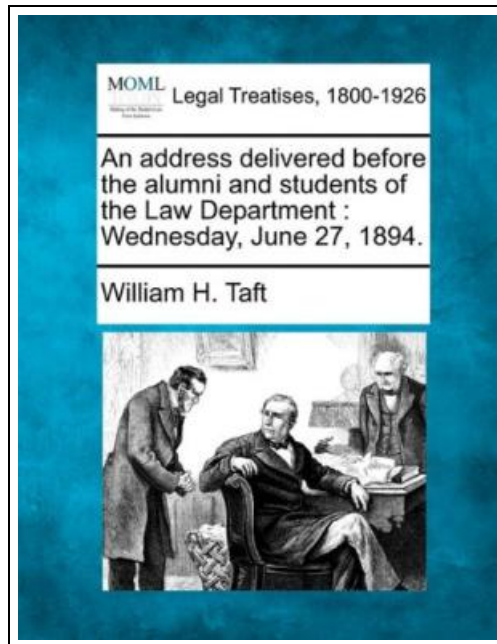 MOML
Legal Treatises, 1800-1926
An address delivered before
the alumni and students of
the Law Department :
Wednesday, June 27, 1894.
William H. Taft